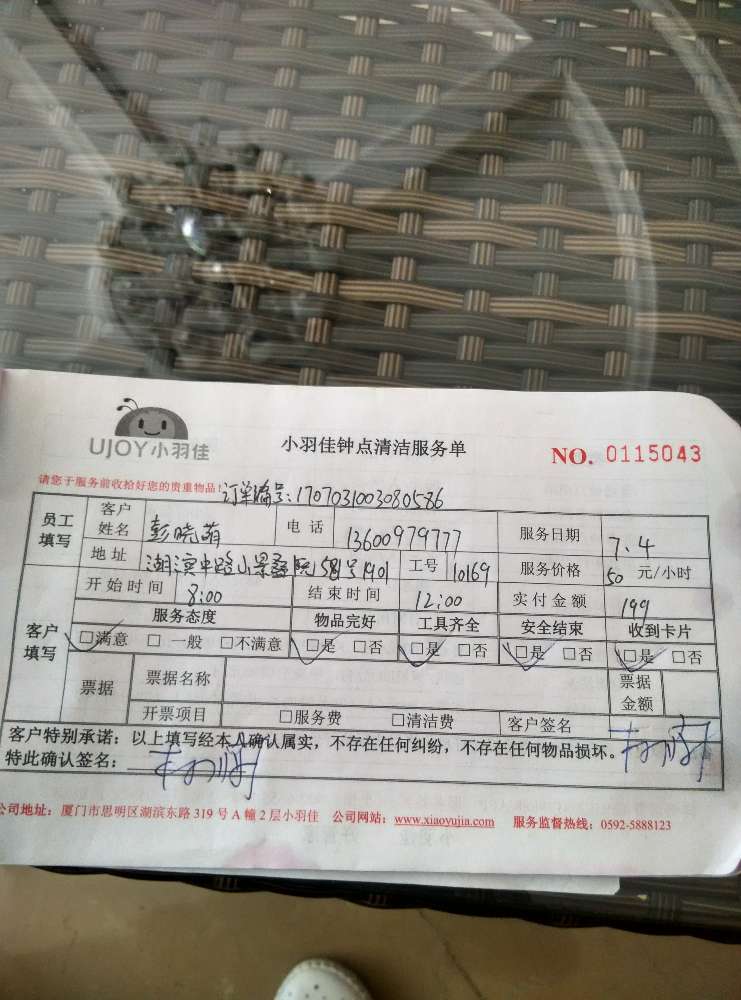 UJOY小羽佳
小羽佳钟点清洁服务单
NO. 0115043
请您于服务前收拾好您的贵重物品!
订单编号:1707031003080586
员工填写 客户姓名 彭晓萌 电话 13600979777 服务日期 7.4
地址 湖滨中路 58号1401 工号 10169 服务价格 50 元/小时
开始时间 8:00 结束时间 12:00 实付金额 199
客户填写 服务态度 物品完好 工具齐全 安全结束 收到卡片
□满意 □一般 □不满意 □是 □否 □是 □否 □是 □否 □是 □否
票据 票据名称 票据金额
开票项目 □服务费 □清洁费 客户签名
客户特别承诺:以上填写经本人确认属实,不存在任何纠纷,不存在任何物品损坏。
特此确认签名:
公司地址:厦门市思明区湖滨东路 319 号 A 幢 2 层小羽佳 公司网站:www.xiaoyujia.com 服务监督热线:0592-5888123